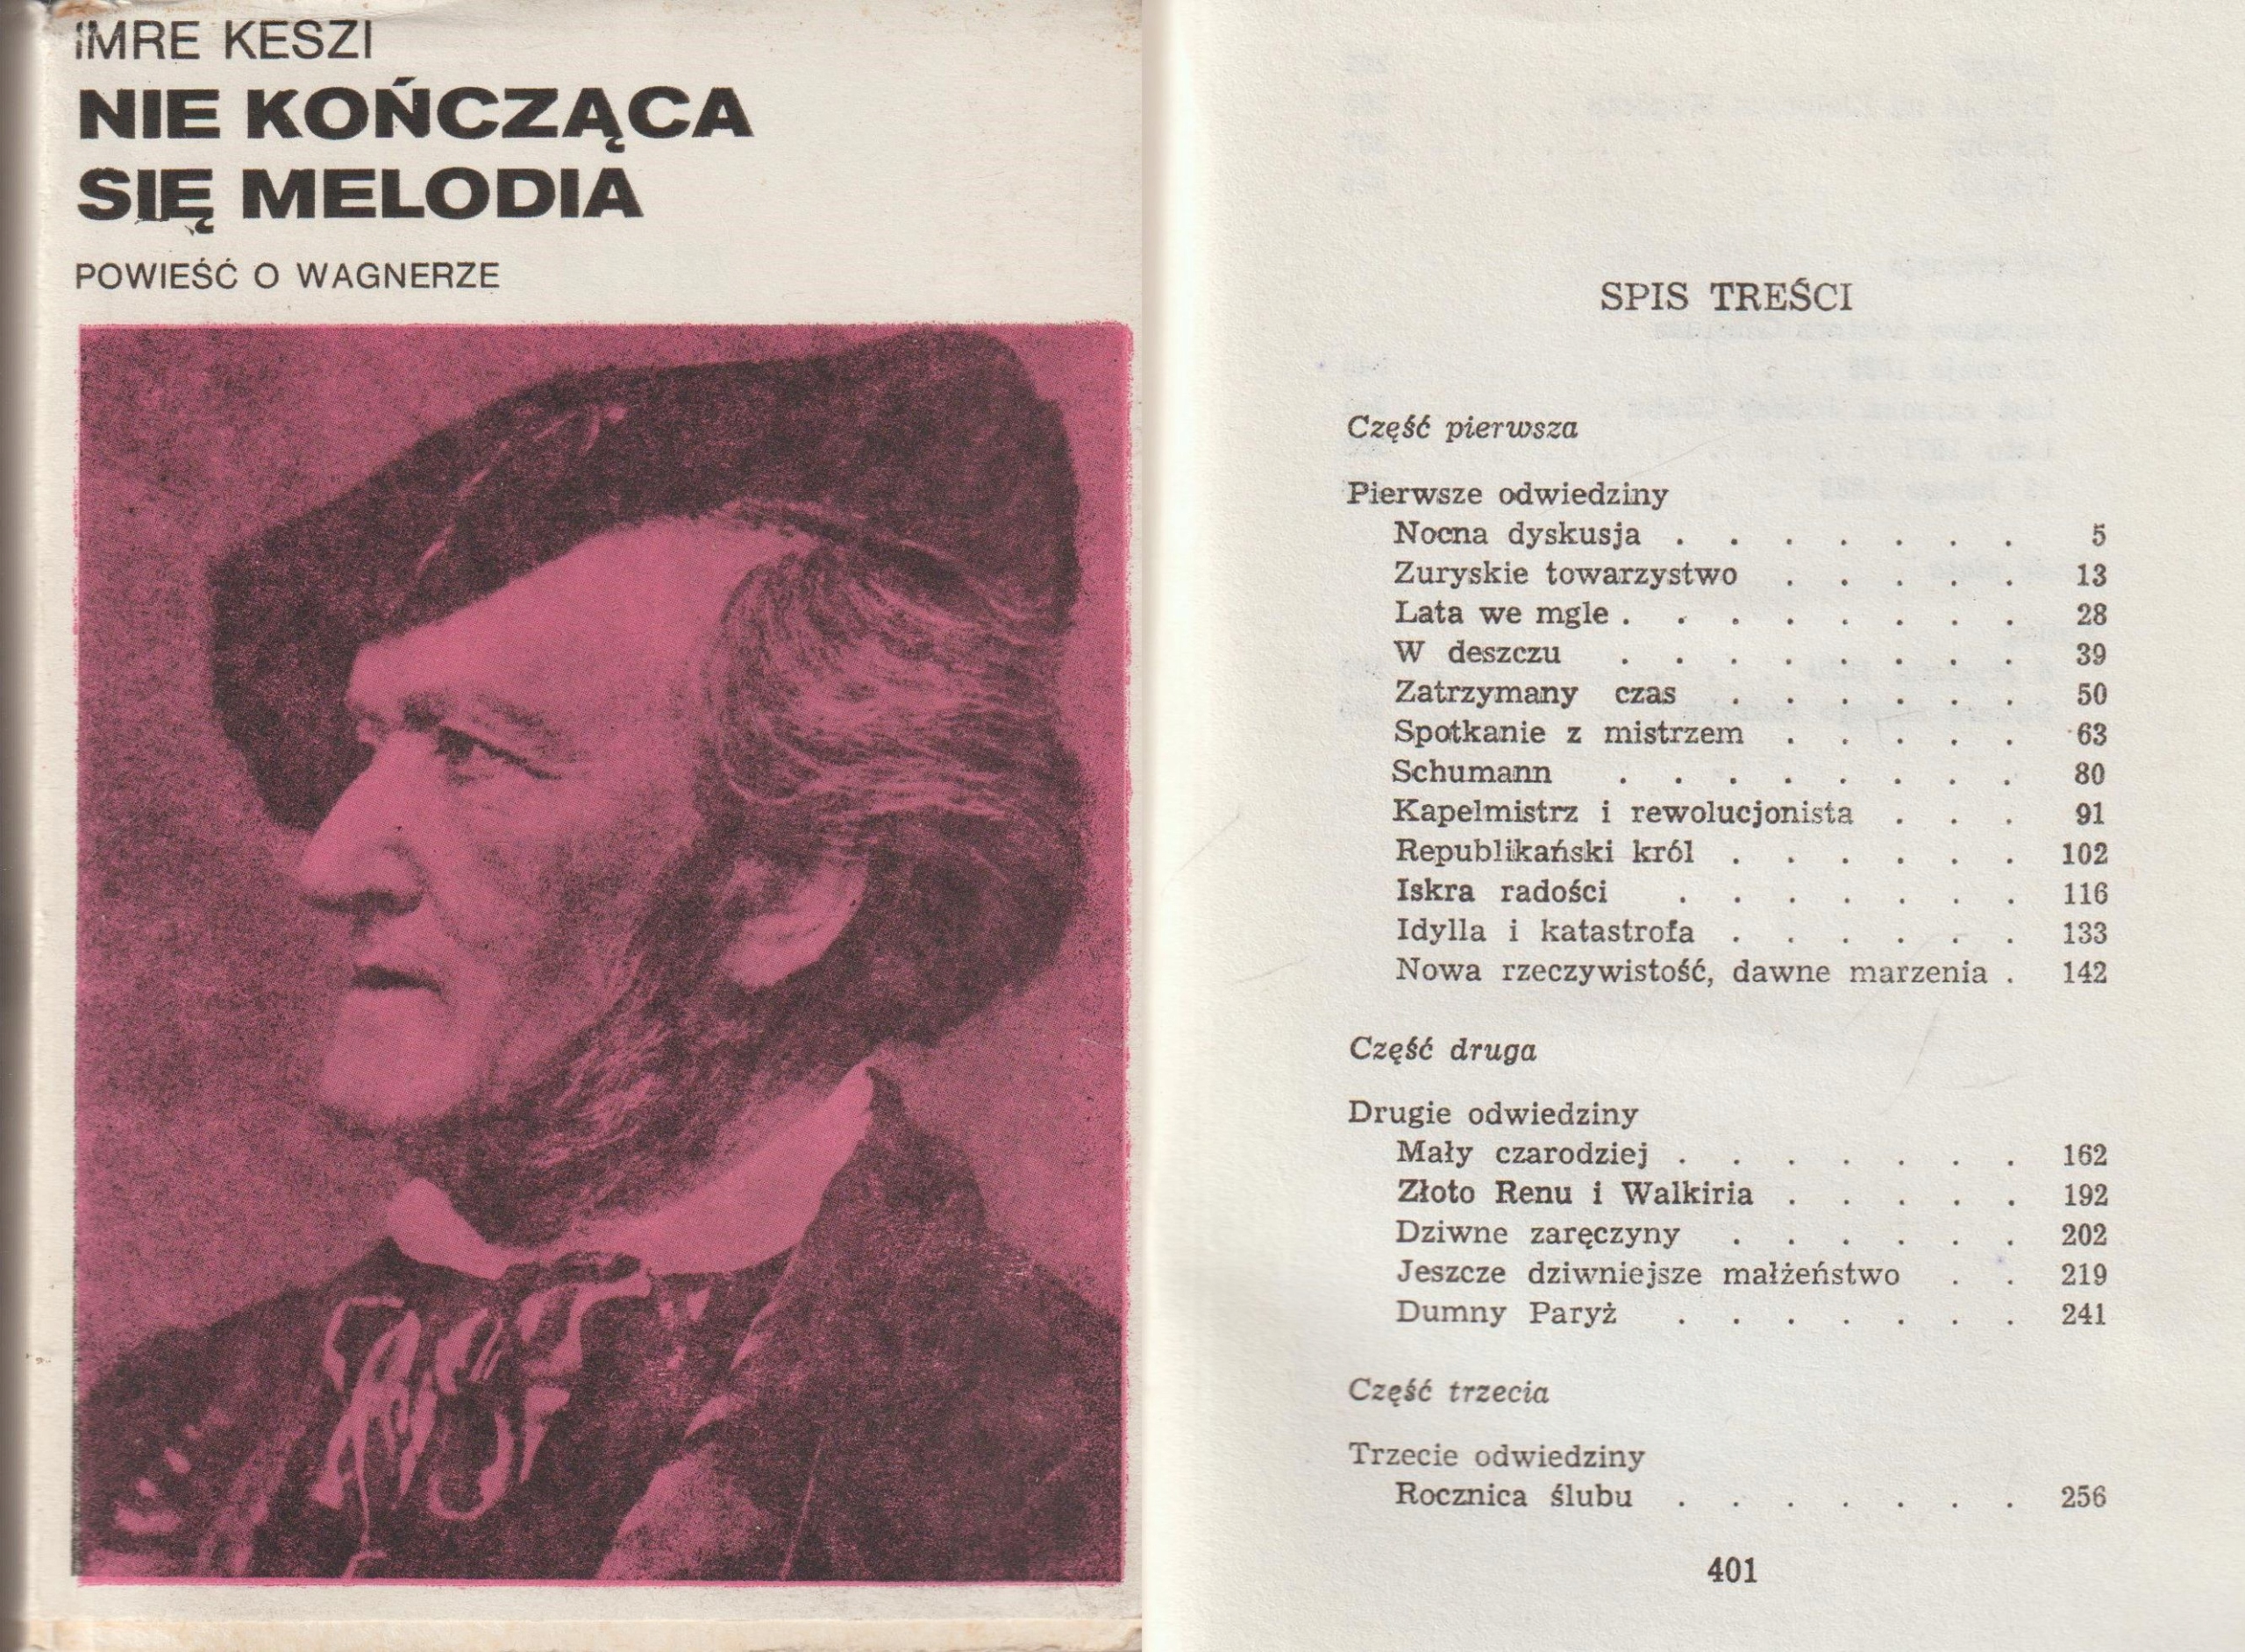 IMRE KESZI
NIE KOŃCZĄCA
SIĘ MELODIA
POWIEŚĆ O WAGNERZE
SPIS TREŚCI
Część pierwsza
Pierwsze odwiedziny
Nocna dyskusja . . . . . . . 5
Zuryskie towarzystwo . . . . . 13
Lata we mgle . . . . . . . . 28
W deszczu . . . . . . . . 39
Zatrzymany czas . . . . . . 50
Spotkanie z mistrzem . . . . . 63
Schumann . . . . . . . . 80
Kapelmistrz i rewolucjonista . . . 91
Republikański król . . . . . . 102
Iskra radości . . . . . . . 116
Idylla i katastrofa . . . . . . 133
Nowa rzeczywistość, dawne marzenia . 142
Część druga
Drugie odwiedziny
Mały czarodziej . . . . . . . 162
Złoto Renu i Walkiria . . . . . 192
Dziwne zaręczyny . . . . . . 202
Jeszcze dziwniejsze małżeństwo . . 219
Dumny Paryż . . . . . . . 241
Część trzecia
Trzecie odwiedziny
Rocznica ślubu . . . . . . . 256
401